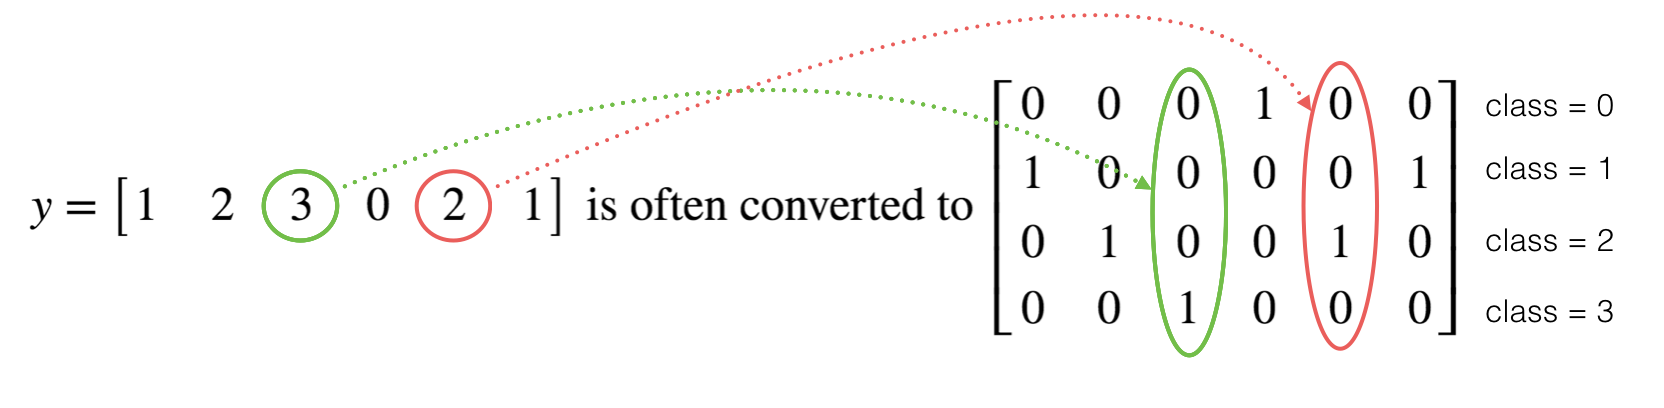 0 0 0 1 0 0 class = 0
1 0 0 0 0 1 class = 1
y = [1 2 3 0 2 1] is often converted to
0 1 0 0 1 0 class = 2
0 0 1 0 0 0 class = 3